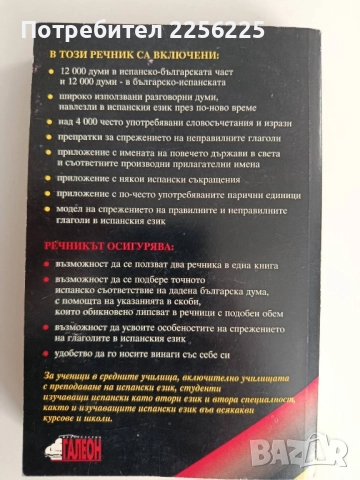 Потребител 2256225
В ТОЗИ РЕЧНИК СА ВКЛЮЧЕНИ:
12 000 думи в испанско-българската част
и 12 000 думи - в българско-испанската
широко използвани разговорни думи,
навлезли в испанския език през по-ново време
над 4 000 често употребявани словосъчетания и изрази
препратки за спрежението на неправилните глаголи
приложение с имената на повечето държави в света
и съответните производни прилагателни имена
приложение с някои испански съкращения
приложение с по-често употребяваните парични единици
модел на спрежението на правилните и неправилните
глаголи в испанския език
РЕЧНИКЪТ ОСИГУРЯВА:
възможност да се ползват два речника в една книга
възможност да се подбере точното
испанско съответствие на дадена българска дума,
с помощта на указанията в скоби,
които обикновено липсват в речници с подобен обем
възможност да усвоите особеностите на спрежението
на глаголите в испанския език
удобство да го носите винаги със себе си
За ученици в средните училища, включително училищата
с преподаване на испански език, студенти
изучаващи испански като втори език и втора специалност,
както и изучаващите испански език във всякакви
курсове и школи.
ГАЛЕОН
bazar.bg